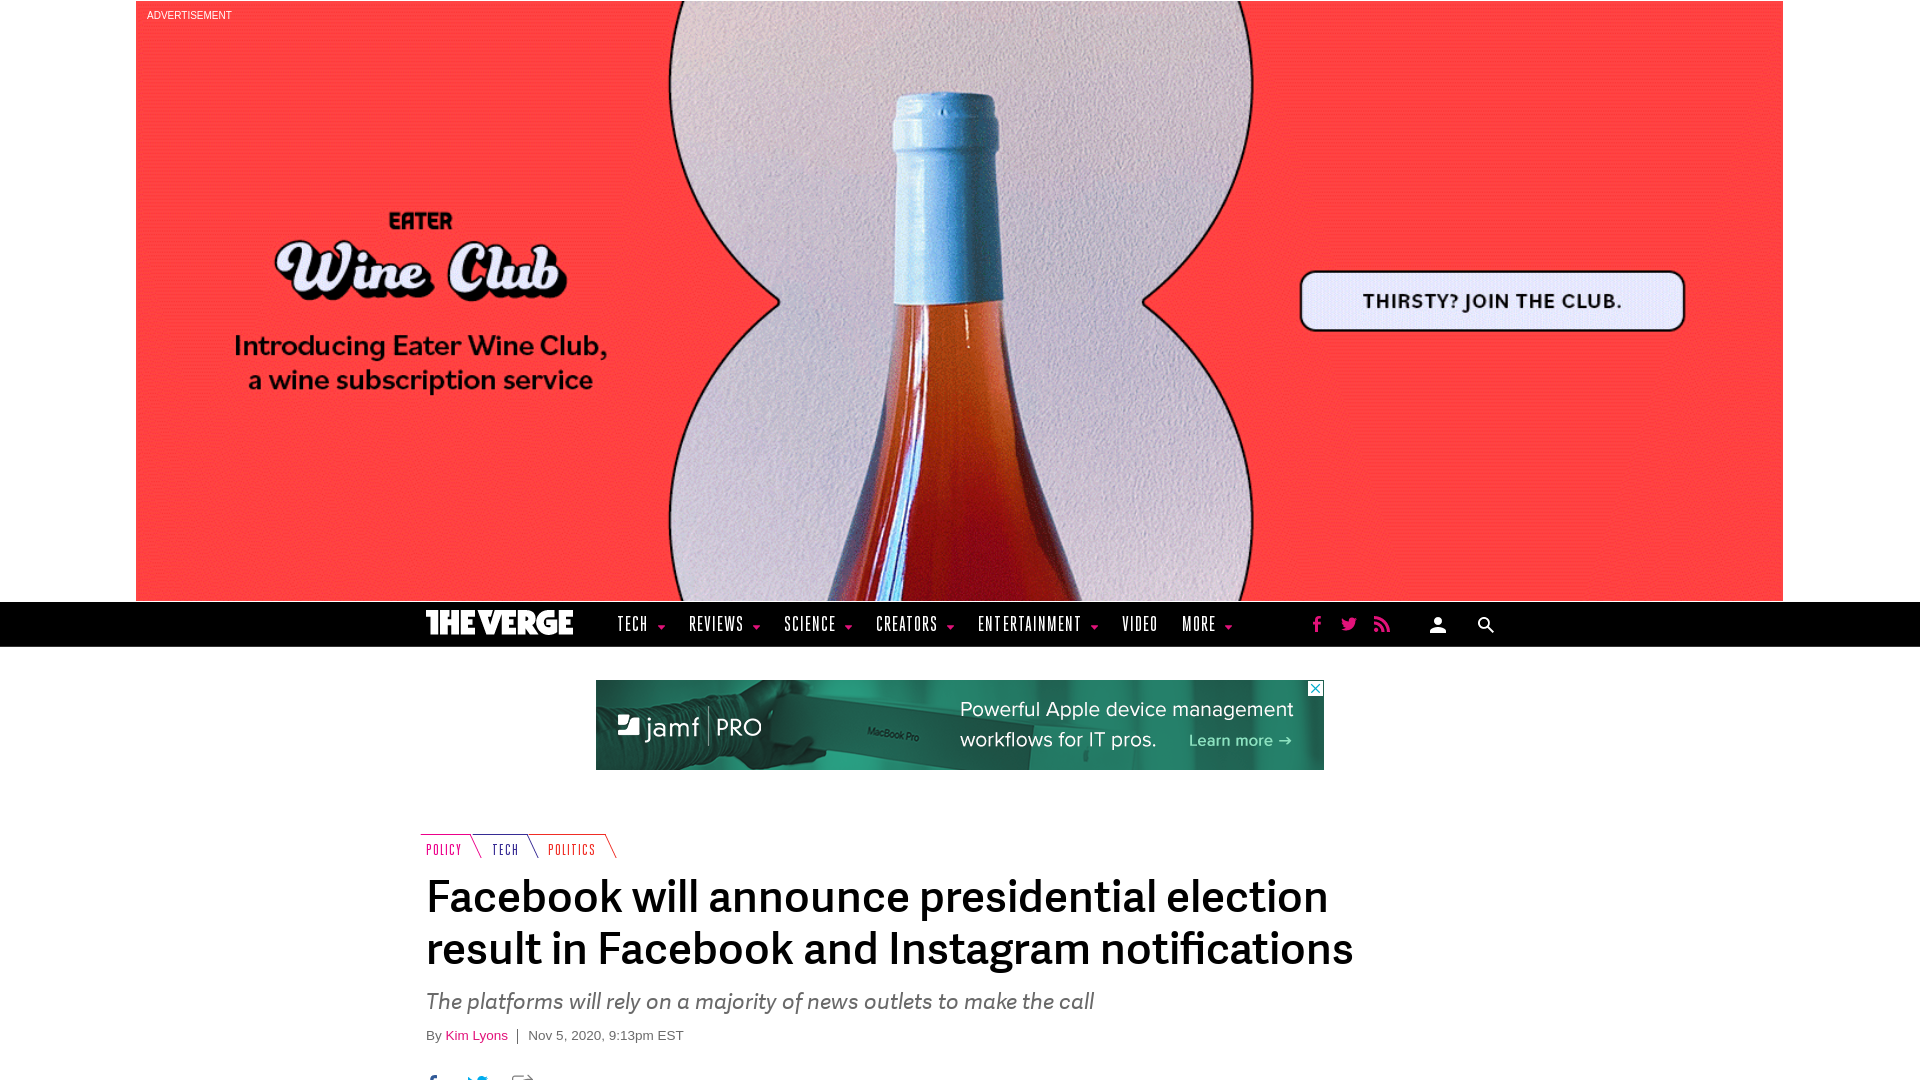 ADVERTISEMENT
EATER
Wine Club
Introducing Eater Wine Club,
a wine subscription service
THIRSTY? JOIN THE CLUB.
THE VERGE
TECH REVIEWS SCIENCE CREATORS ENTERTAINMENT VIDEO MORE
jamf PRO
MacBook Pro
Powerful Apple device management
workflows for IT pros. Learn more →
POLICY TECH POLITICS
Facebook will announce presidential election
result in Facebook and Instagram notifications
The platforms will rely on a majority of news outlets to make the call
By Kim Lyons | Nov 5, 2020, 9:13pm EST